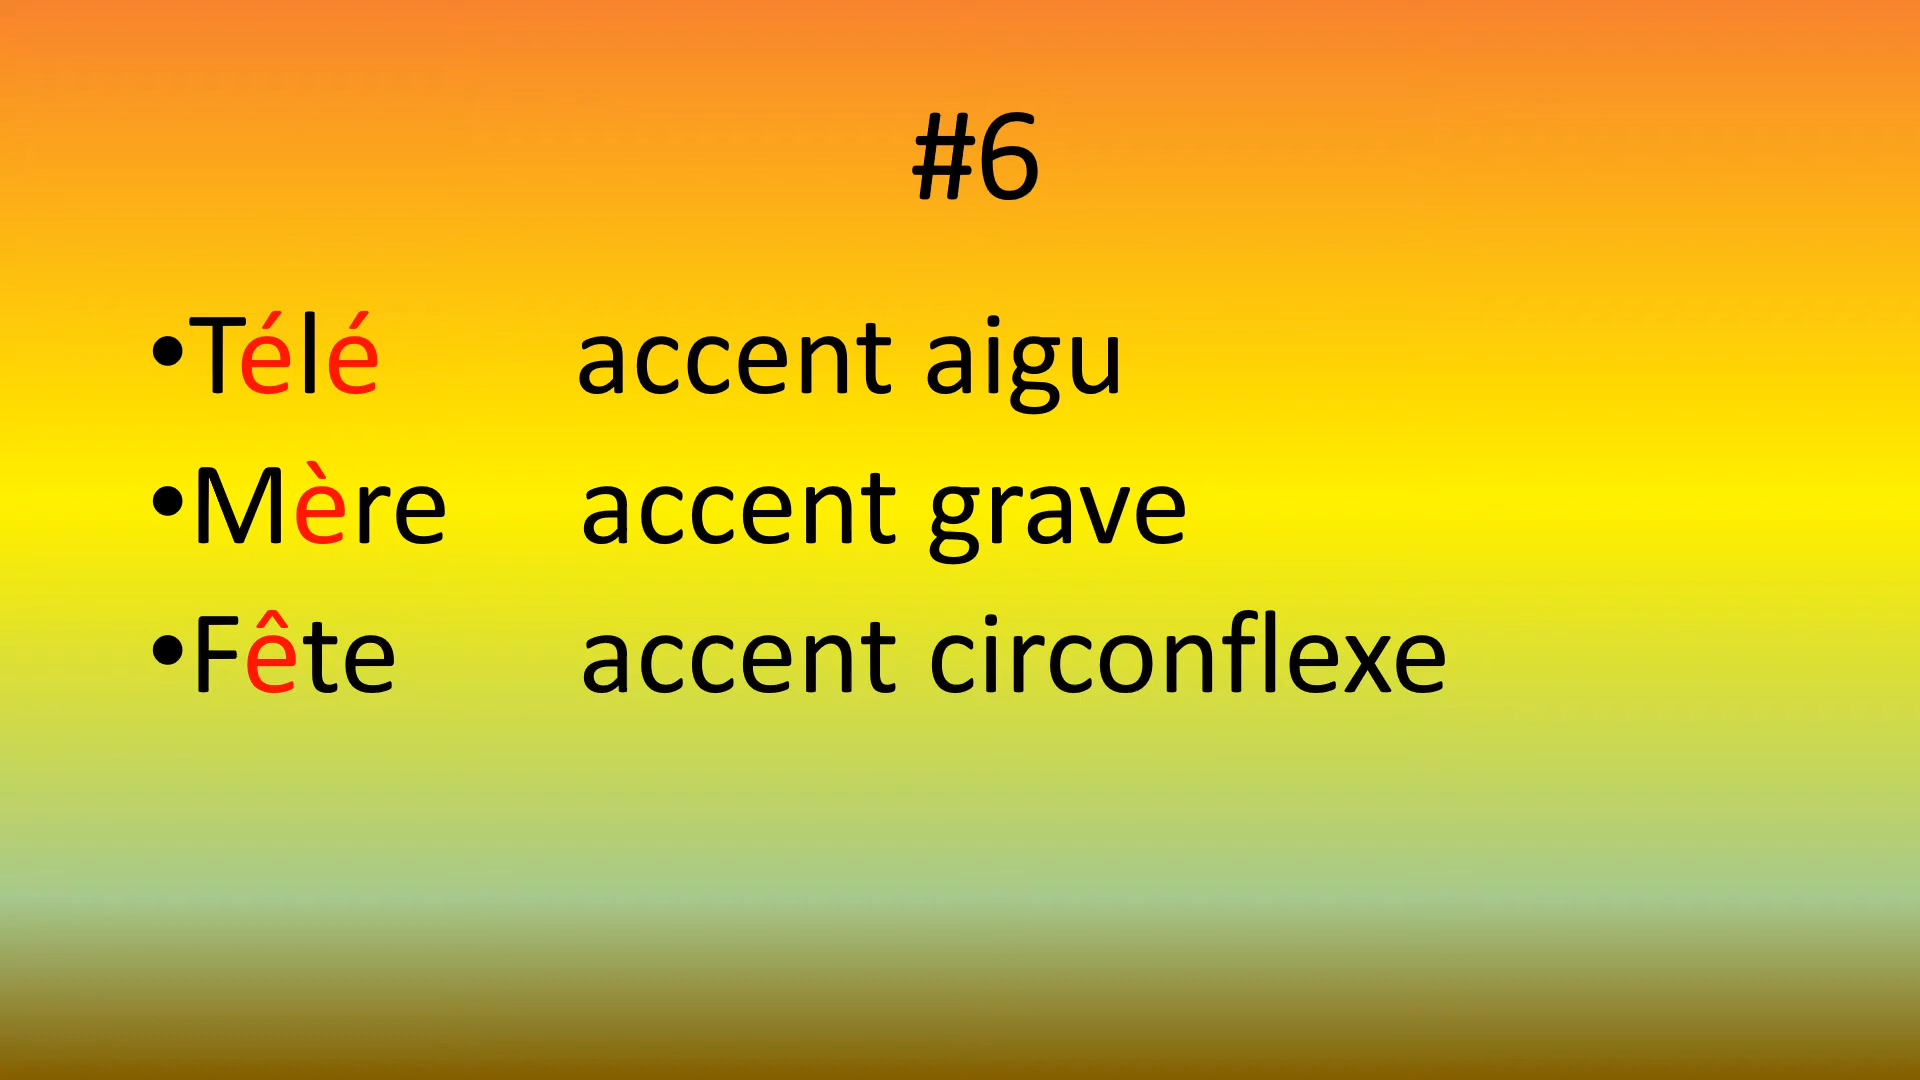 #6
•Télé accent aigu
•Mère accent grave
•Fête accent circonflexe